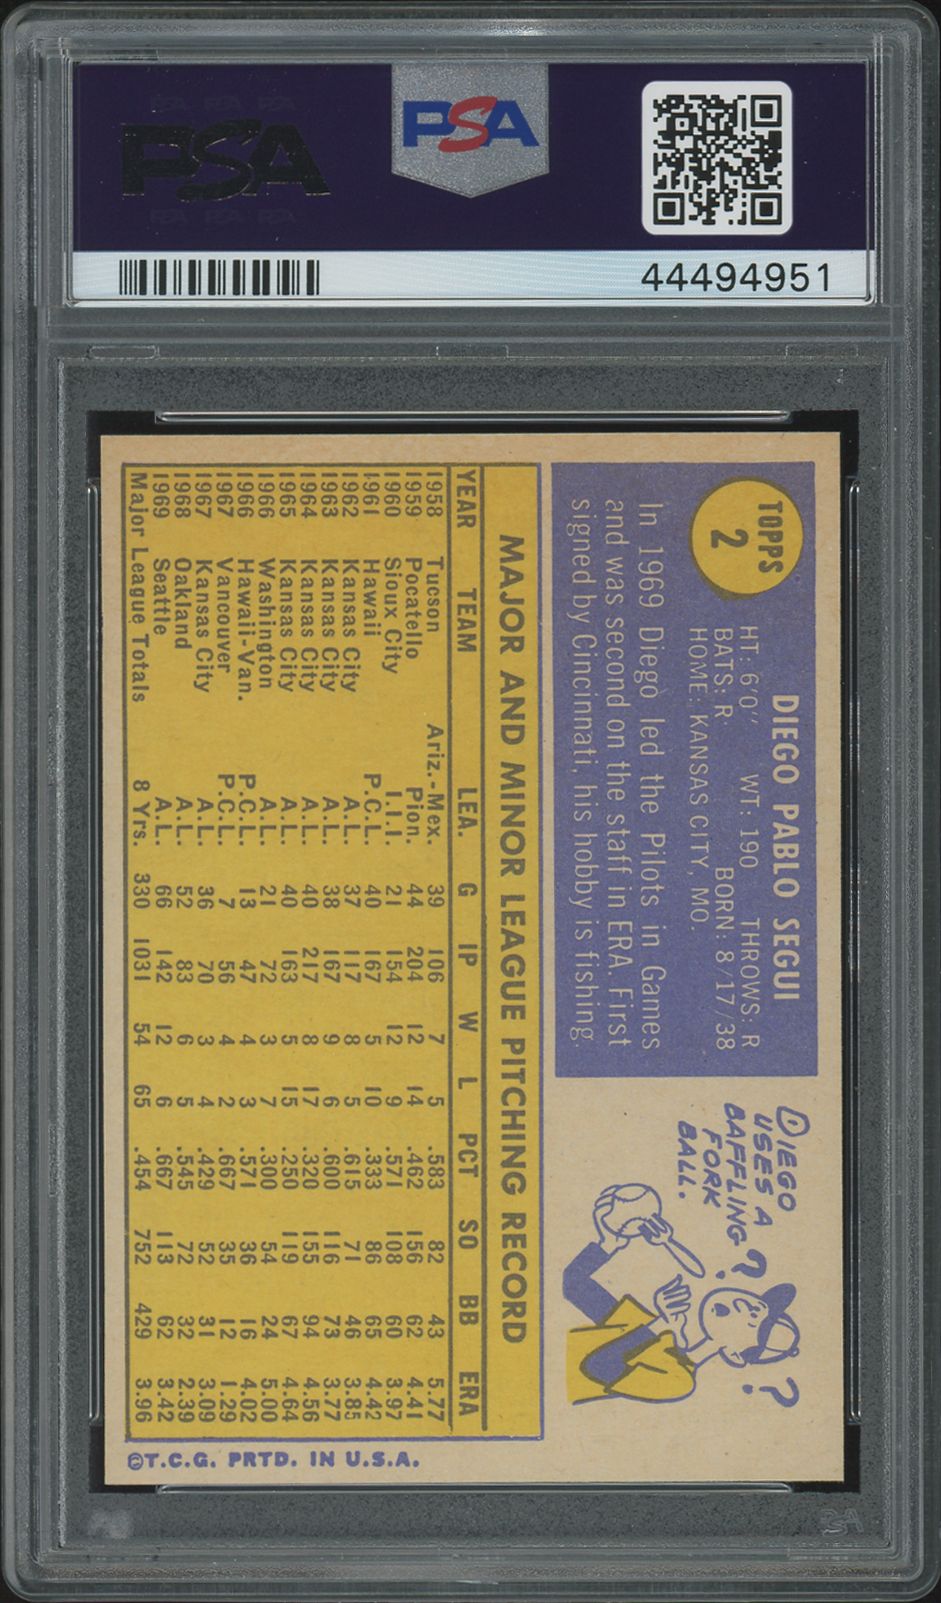 PSA
PSA
44494951
TOPPS
2
DIEGO PABLO SEGUI
HT: 6'0" WT: 190 THROWS: R
BATS: R BORN: 8/17/38
HOME: KANSAS CITY, MO.
In 1969 Diego led the Pilots in Games
and was second on the staff in ERA. First
signed by Cincinnati, his hobby is fishing.
DIEGO
USES A
BAFFLING
FORK
BALL.
? ?
MAJOR AND MINOR LEAGUE PITCHING RECORD
YEAR TEAM LEA. G IP W L PCT SO BB ERA
1958 Tucson Ariz.-Mex. 39 106 7 5 .583 82 43 5.77
1959 Pocatello Pion. 44 204 12 14 .462 156 62 4.41
1960 Sioux City I.I.I. 21 154 12 9 .571 108 60 3.97
1961 Hawaii P.C.L. 40 167 5 10 .333 86 65 4.42
1962 Kansas City A.L. 37 117 8 5 .615 71 46 3.85
1963 Kansas City A.L. 38 167 9 6 .600 116 73 3.77
1964 Kansas City A.L. 40 217 8 17 .320 155 94 4.56
1965 Kansas City A.L. 40 163 5 15 .250 119 67 4.64
1966 Washington A.L. 21 72 3 7 .300 54 24 5.00
1966 Hawaii-Van. P.C.L. 13 47 4 3 .571 36 16 4.02
1967 Vancouver P.C.L. 7 56 4 2 .667 35 12 1.29
1967 Kansas City A.L. 36 70 3 4 .429 52 31 3.09
1968 Oakland A.L. 52 83 6 5 .545 72 32 2.39
1969 Seattle A.L. 66 142 12 6 .667 113 62 3.42
Major League Totals 8 Yrs. 330 1031 54 65 .454 752 429 3.96
©T.C.G. PRTD. IN U.S.A.